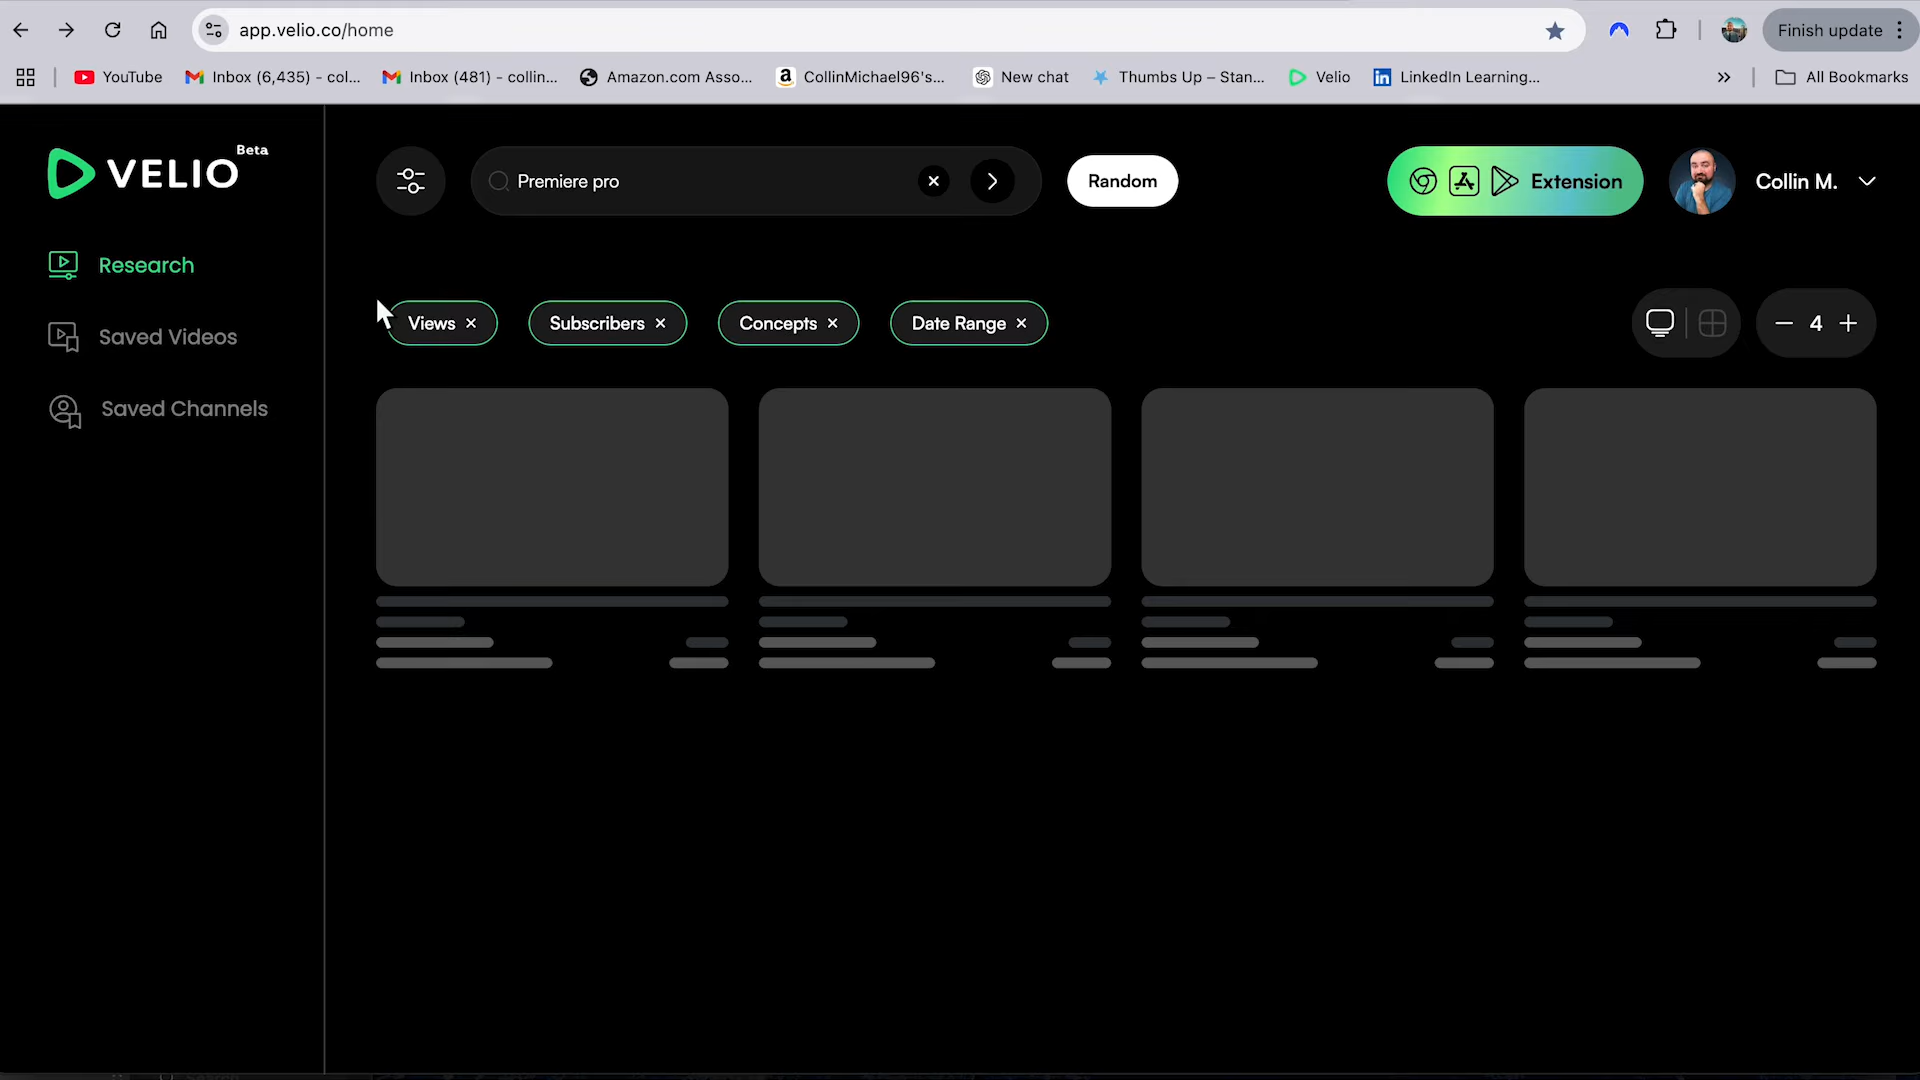 app.velio.co/home
Finish update
YouTube
Inbox (6,435) - col...
Inbox (481) - collin...
Amazon.com Asso...
CollinMichael96's...
New chat
Thumbs Up – Stan...
Velio
LinkedIn Learning...
All Bookmarks
VELIO
Beta
Premiere pro
Random
Extension
Collin M.
Research
Saved Videos
Saved Channels
Views
Subscribers
Concepts
Date Range
4